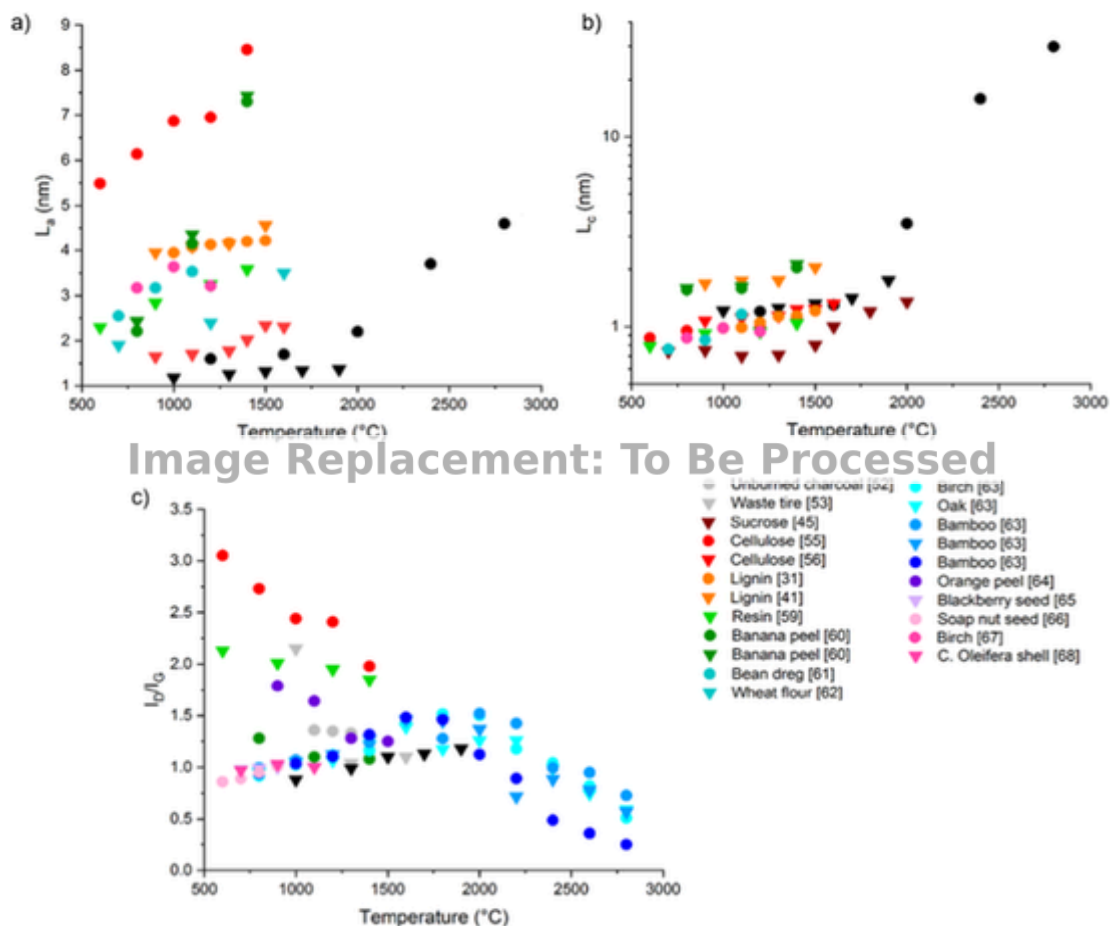 a)
b)
9
8
7
6
5
4
3
2
1
Lₐ (nm)
500 1000 1500 2000 2500 3000
Temperature (°C)
10
1
L꜀ (nm)
500 1000 1500 2000 2500 3000
Temperature (°C)
Image Replacement: To Be Processed
c)
3.5
3.0
2.5
2.0
1.5
1.0
0.5
0.0
I_D/I_G
500 1000 1500 2000 2500 3000
Temperature (°C)
Unburned charcoal [52]
Waste tire [53]
Sucrose [45]
Cellulose [55]
Cellulose [56]
Lignin [31]
Lignin [41]
Resin [59]
Banana peel [60]
Banana peel [60]
Bean dreg [61]
Wheat flour [62]
Birch [63]
Oak [63]
Bamboo [63]
Bamboo [63]
Bamboo [63]
Orange peel [64]
Blackberry seed [65
Soap nut seed [66]
Birch [67]
C. Oleifera shell [68]